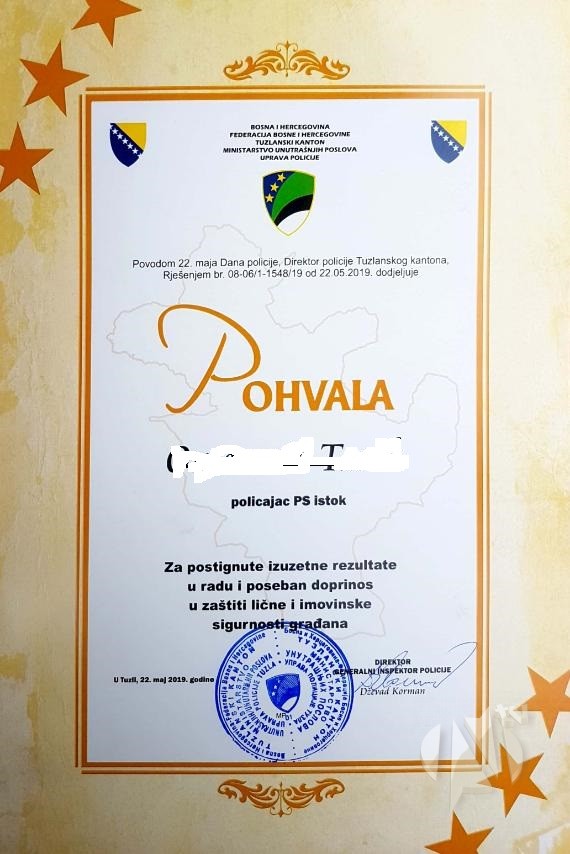 BOSNA I HERCEGOVINA
FEDERACIJA BOSNE I HERCEGOVINE
TUZLANSKI KANTON
MINISTARSTVO UNUTRAŠNJIH POSLOVA
UPRAVA POLICIJE
Povodom 22. maja Dana policije, Direktor policije Tuzlanskog kantona,
Rješenjem br. 08-06/1-1548/19 od 22.05.2019. dodjeljuje
POHVALA
policajac PS istok
Za postignute izuzetne rezultate
u radu i poseban doprinos
u zaštiti lične i imovinske
sigurnosti građana
U Tuzli, 22. maj 2019. godine
DIREKTOR
GENERALNI INSPEKTOR POLICIJE
Dževad Korman